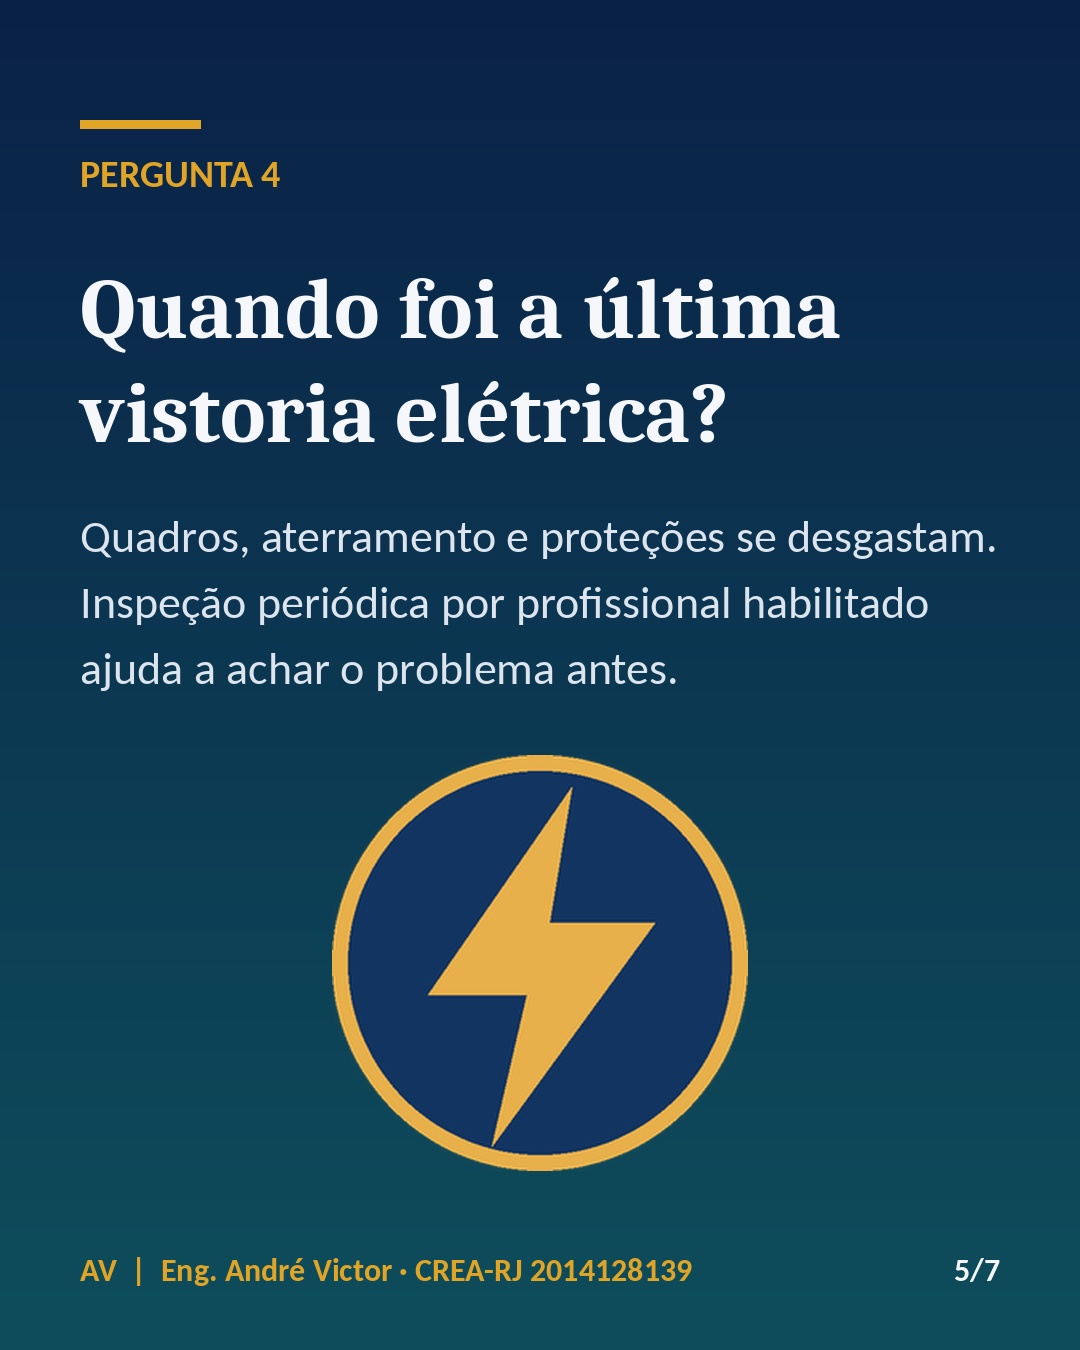 PERGUNTA 4
Quando foi a última
vistoria elétrica?
Quadros, aterramento e proteções se desgastam.
Inspeção periódica por profissional habilitado
ajuda a achar o problema antes.
AV | Eng. André Victor · CREA-RJ 2014128139
5/7